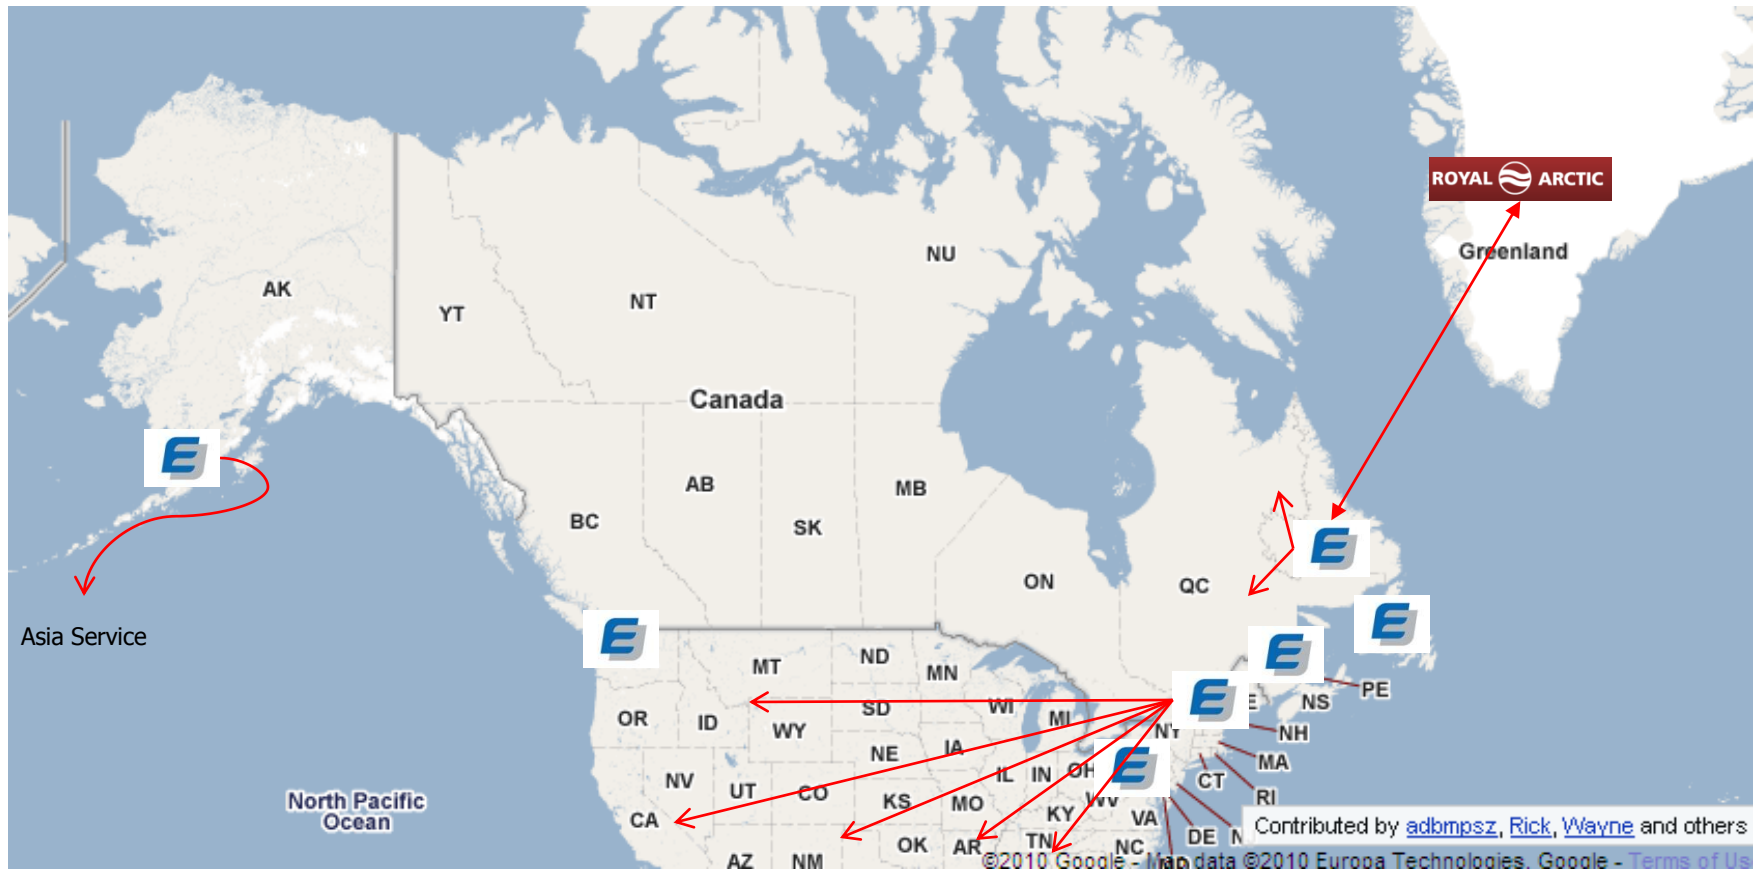 ROYAL ARCTIC
Greenland
NU
AK
NT
YT
Canada
AB
MB
BC
SK
ON
QC
Asia Service
MT
ND
MN
PE
NS
OR
ID
SD
WI
MI
NY
E
NH
WY
NE
IA
MA
IL
IN
OH
CT
NV
UT
CO
KS
MO
KY
WV
VA
RI
North Pacific
Ocean
CA
OK
AR
TN
NC
DE
N
AZ
NM
Contributed by adbmpsz, Rick, Wayne and others
©2010 Google - Map data ©2010 Europa Technologies, Google - Terms of Us